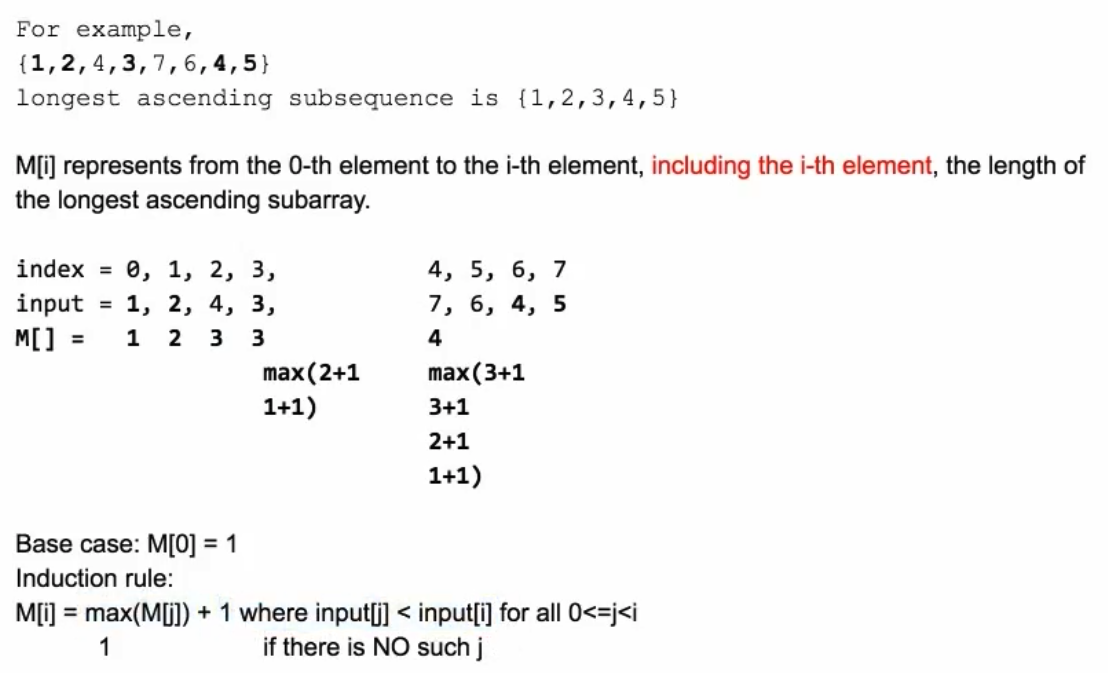 For example,
{1,2,4,3,7,6,4,5}
longest ascending subsequence is {1,2,3,4,5}
M[i] represents from the 0-th element to the i-th element, including the i-th element, the length of
the longest ascending subarray.
index = 0, 1, 2, 3, 4, 5, 6, 7
input = 1, 2, 4, 3, 7, 6, 4, 5
M[] = 1 2 3 3 4
max(2+1 max(3+1
1+1) 3+1
2+1
1+1)
Base case: M[0] = 1
Induction rule:
M[i] = max(M[j]) + 1 where input[j] < input[i] for all 0<=j<i
1 if there is NO such j